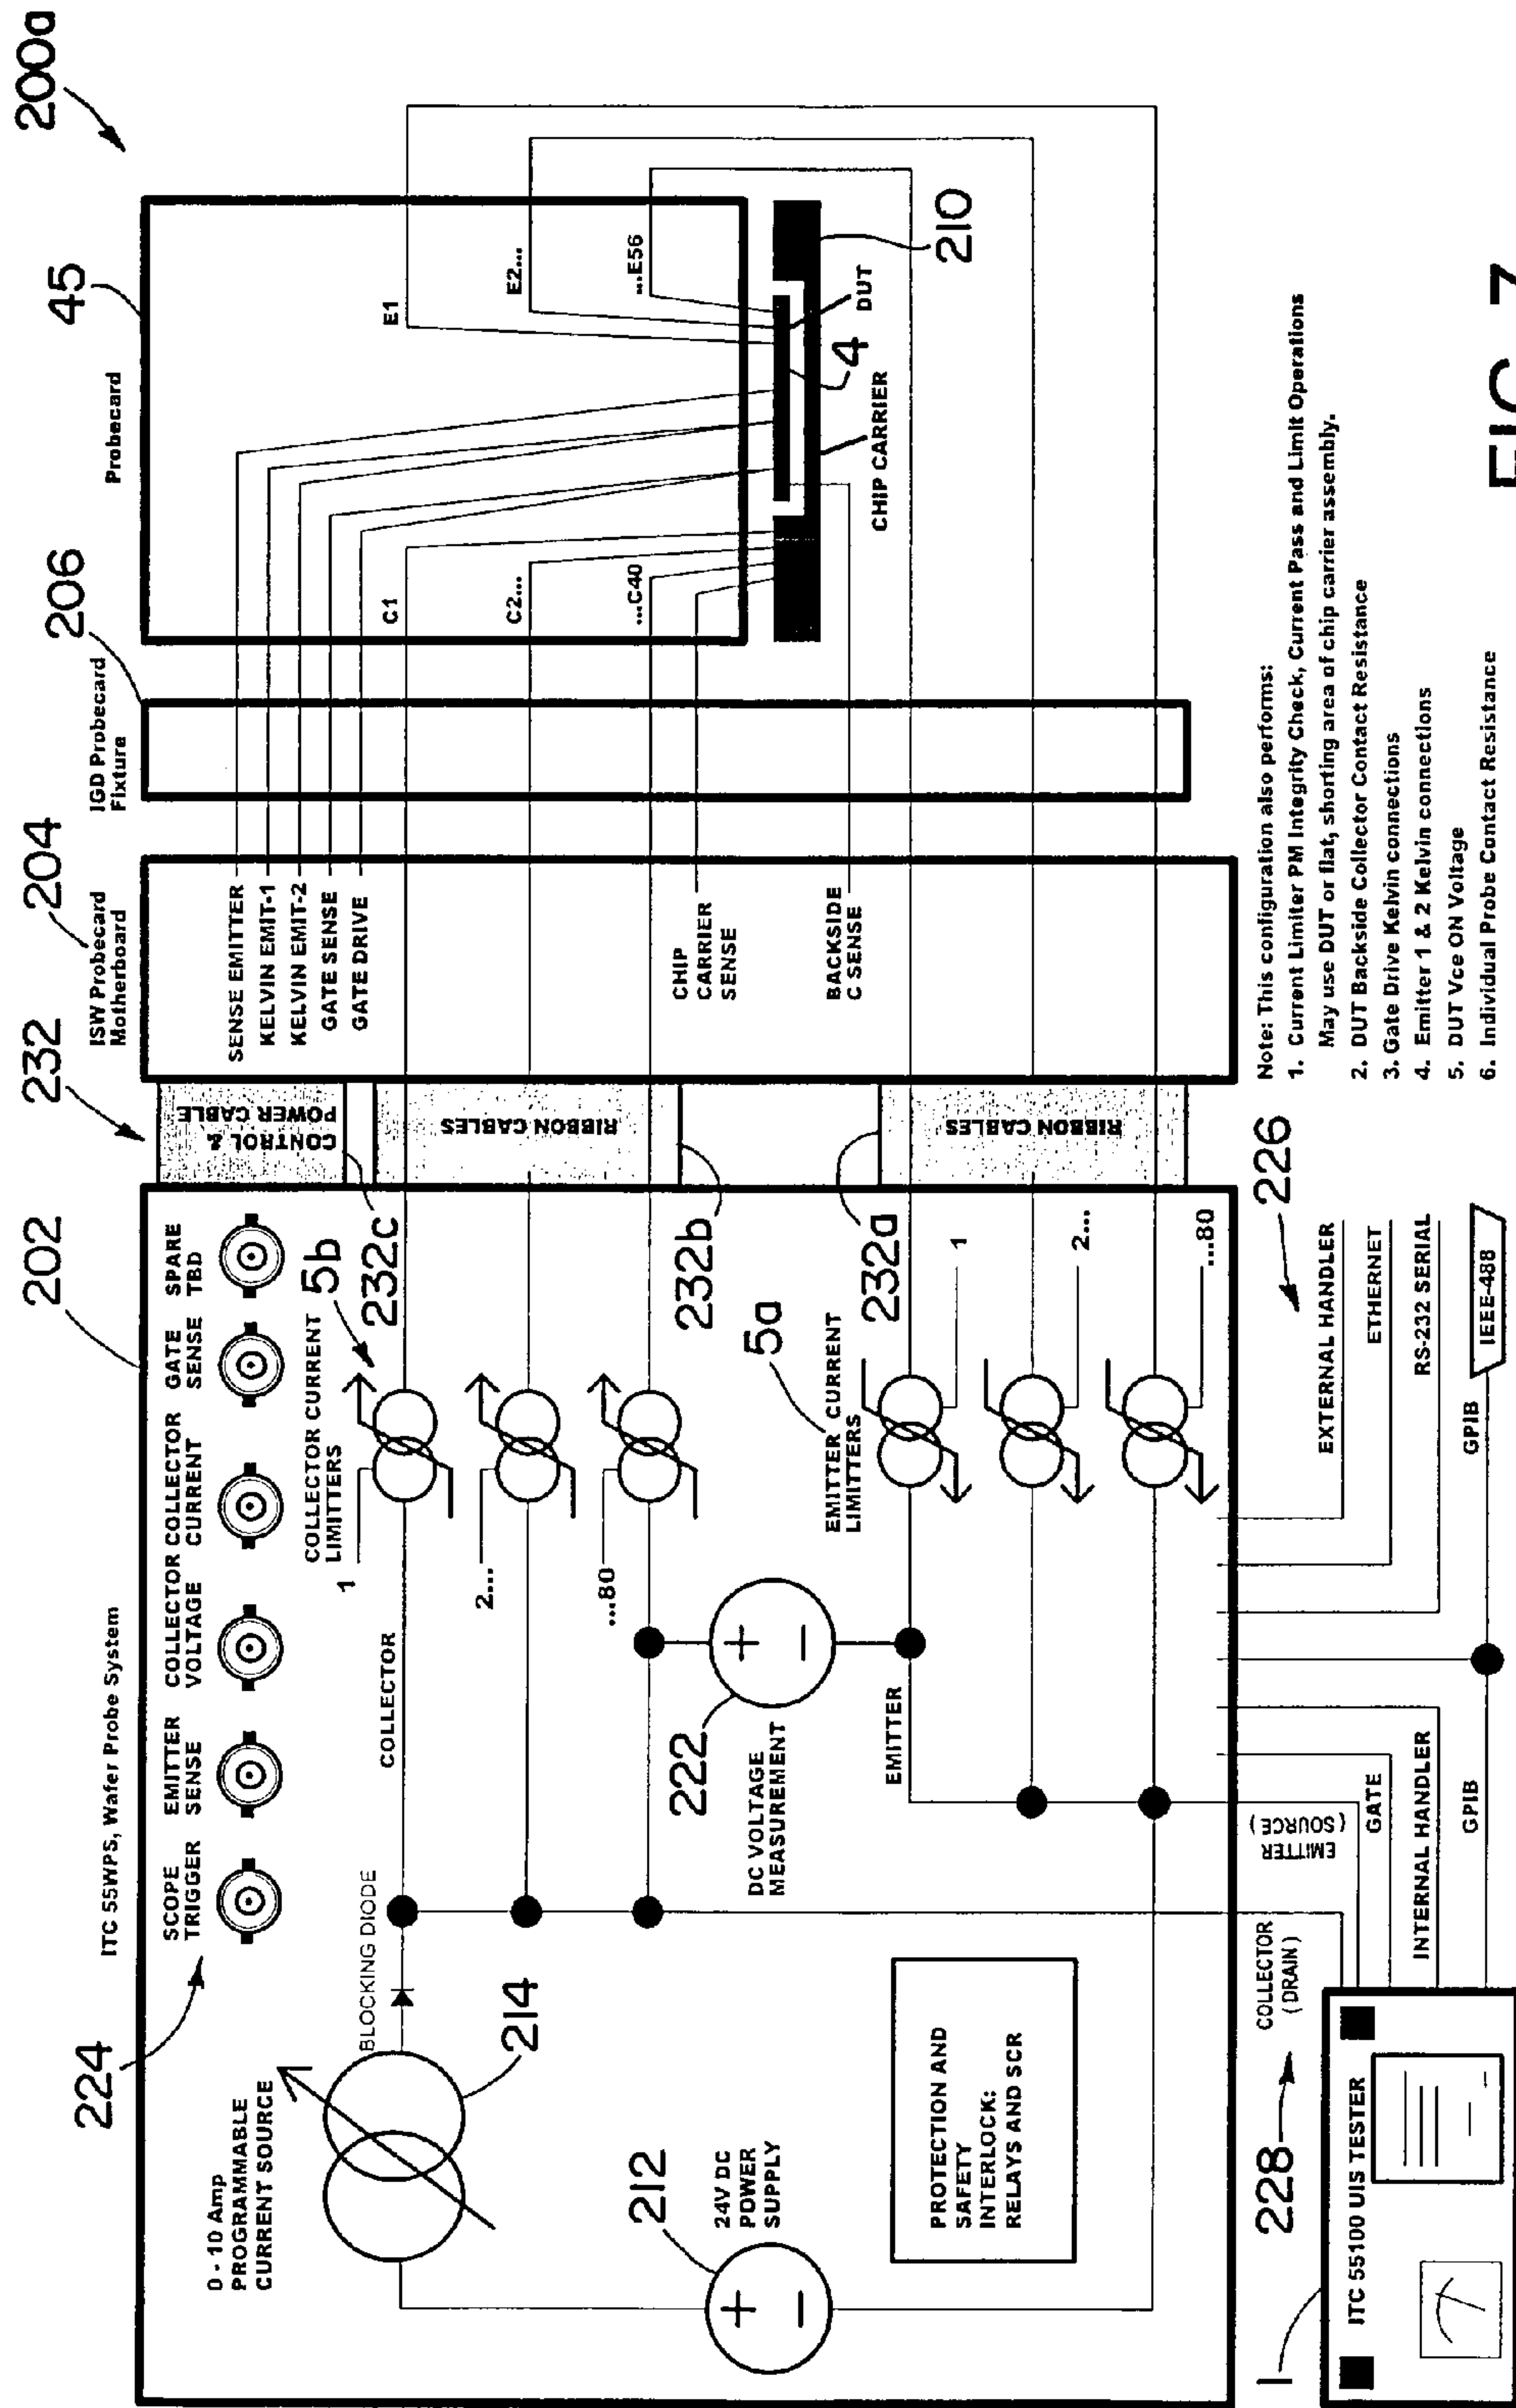 200a
ITC 55WPS, Wafer Probe System
202
232
ISW Probecard
Motherboard
204
IGD Probecard
Fixture
206
Probecard
45
224
SCOPE
TRIGGER
EMITTER
SENSE
COLLECTOR
VOLTAGE
COLLECTOR
CURRENT
GATE
SENSE
SPARE
TBD
0 - 10 Amp
PROGRAMMABLE
CURRENT SOURCE
214
BLOCKING DIODE
COLLECTOR
COLLECTOR CURRENT
LIMITTERS
5b
1
2...
...80
232c
232b
232a
CONTROL &
POWER CABLE
RIBBON CABLES
RIBBON CABLES
SENSE EMITTER
KELVIN EMIT-1
KELVIN EMIT-2
GATE SENSE
GATE DRIVE
CHIP
CARRIER
SENSE
BACKSIDE
C SENSE
C1
C2...
...C40
E1
E2...
...E56
DUT
4
210
CHIP CARRIER
212
24V DC
POWER
SUPPLY
222
DC VOLTAGE
MEASUREMENT
EMITTER
EMITTER CURRENT
LIMITTERS
5a
1
2...
...80
PROTECTION AND
SAFETY
INTERLOCK:
RELAYS AND SCR
228
COLLECTOR
(DRAIN)
EMITTER
(SOURCE)
GATE
INTERNAL HANDLER
GPIB
226
EXTERNAL HANDLER
ETHERNET
RS-232 SERIAL
GPIB
IEEE-488
1
ITC 55100 UIS TESTER
Note: This configuration also performs:
1. Current Limiter PM Integrity Check, Current Pass and Limit Operations
May use DUT or flat, shorting area of chip carrier assembly.
2. DUT Backside Collector Contact Resistance
3. Gate Drive Kelvin connections
4. Emitter 1 & 2 Kelvin connections
5. DUT Vce ON Voltage
6. Individual Probe Contact Resistance
FIG. 7